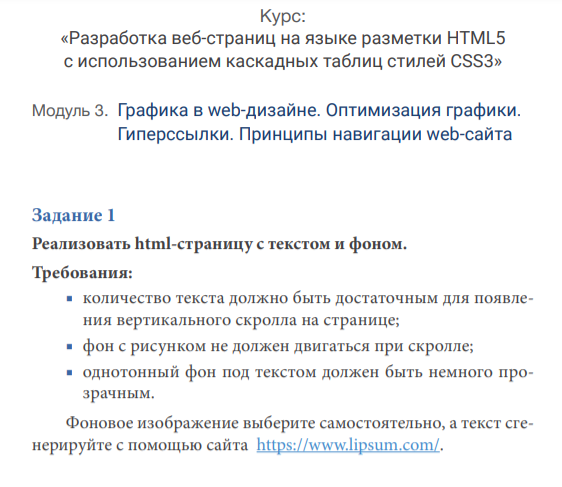 Курс:
«Разработка веб-страниц на языке разметки HTML5
с использованием каскадных таблиц стилей CSS3»
Модуль 3. Графика в web-дизайне. Оптимизация графики.
Гиперссылки. Принципы навигации web-сайта
Задание 1
Реализовать html-страницу с текстом и фоном.
Требования:
▪ количество текста должно быть достаточным для появле-
ния вертикального скролла на странице;
▪ фон с рисунком не должен двигаться при скролле;
▪ однотонный фон под текстом должен быть немного про-
зрачным.
Фоновое изображение выберите самостоятельно, а текст сге-
нерируйте с помощью сайта https://www.lipsum.com/.